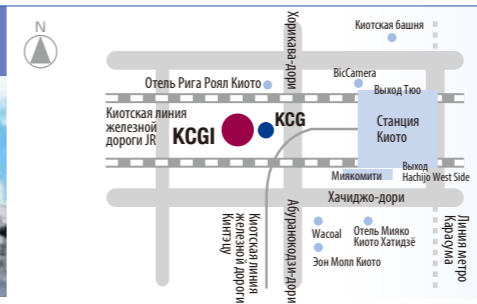 N
Хорикава-дори
Киотская башня
Отель Рига Роял Киото
BicCamera
Выход Тюо
Киотская линия
железной
дороги JR
KCGI
KCG
Станция
Киото
Выход
Hachijo West Side
Миякомити
Хачиджо-дори
Абуранокодзи-дори
Киотская линия
железной дороги
Кинтэцу
Wacoal
Отель Мияко
Киото Хатидзё
Эон Молл Киото
Линия метро
Карасума